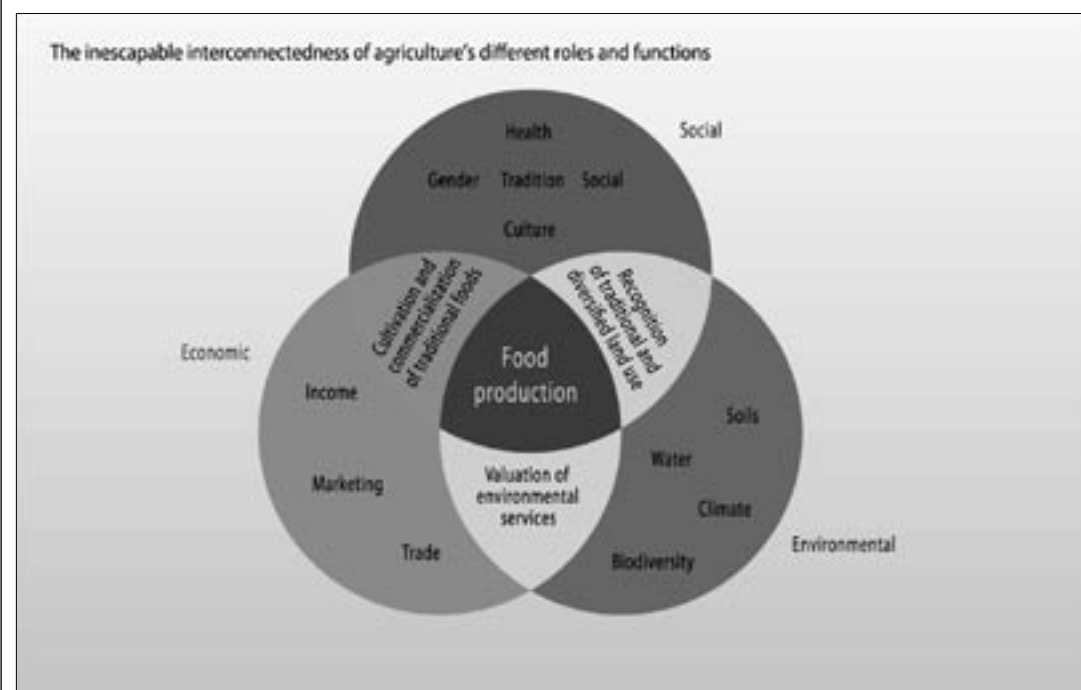 The inescapable interconnectedness of agriculture's different roles and functions
Social
Health
Gender Tradition Social
Culture
Cultivation and
commercialization
of traditional foods
Recognition
of traditional and
diversified land use
Economic
Food
production
Income
Soils
Water
Valuation of
environmental
services
Marketing
Climate
Trade
Environmental
Biodiversity